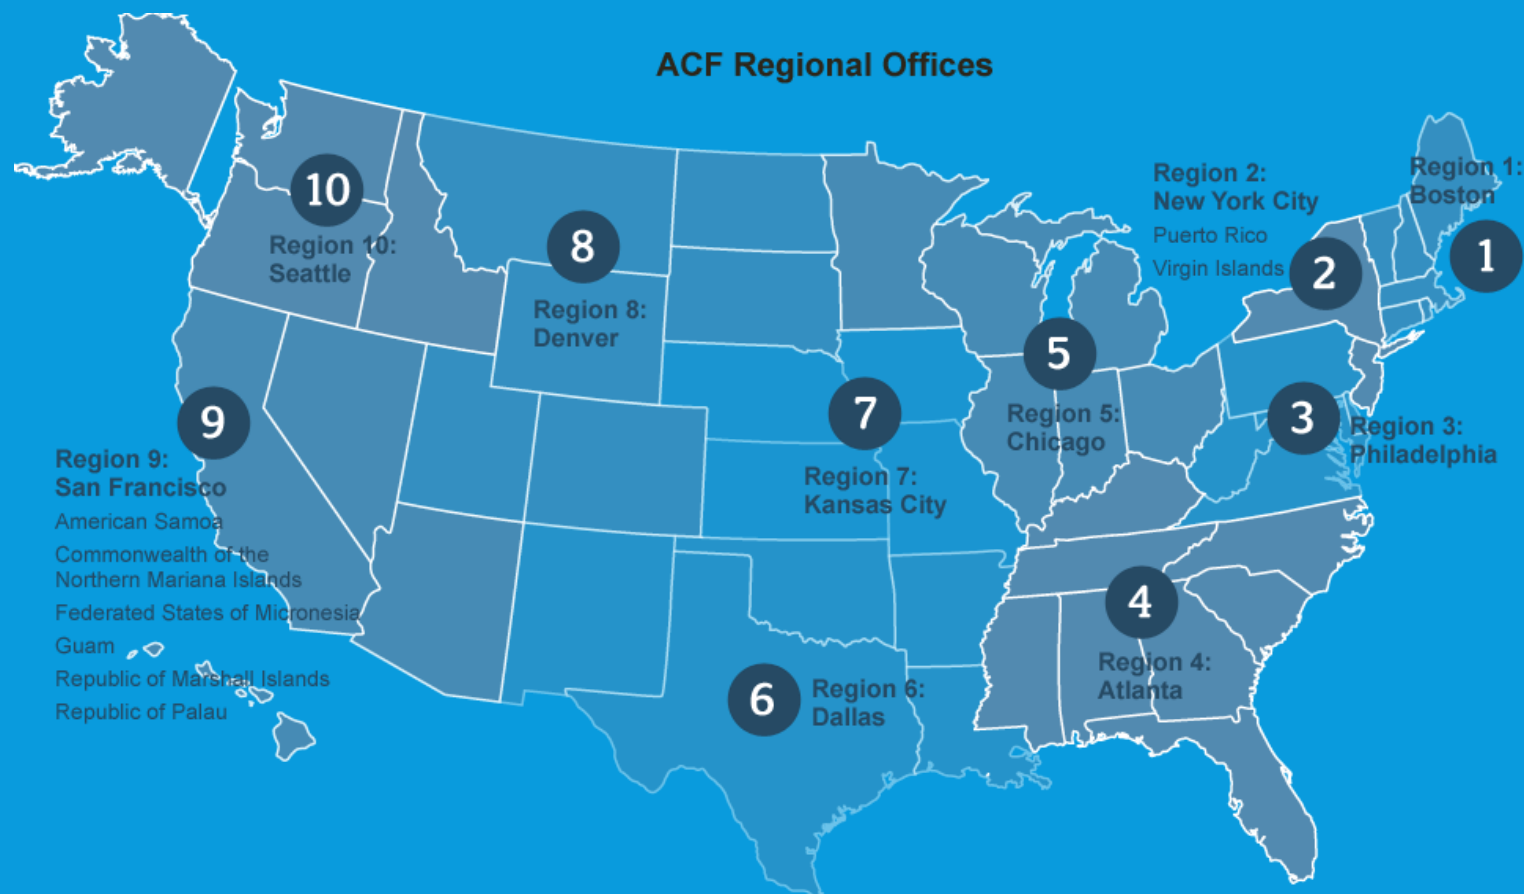 ACF Regional Offices
10
Region 10:
Seattle
8
Region 8:
Denver
Region 2:
New York City
Puerto Rico
Virgin Islands
2
Region 1:
Boston
1
5
Region 5:
Chicago
7
Region 7:
Kansas City
3
Region 3:
Philadelphia
9
Region 9:
San Francisco
American Samoa
Commonwealth of the
Northern Mariana Islands
Federated States of Micronesia
Guam
Republic of Marshall Islands
Republic of Palau
4
Region 4:
Atlanta
6
Region 6:
Dallas